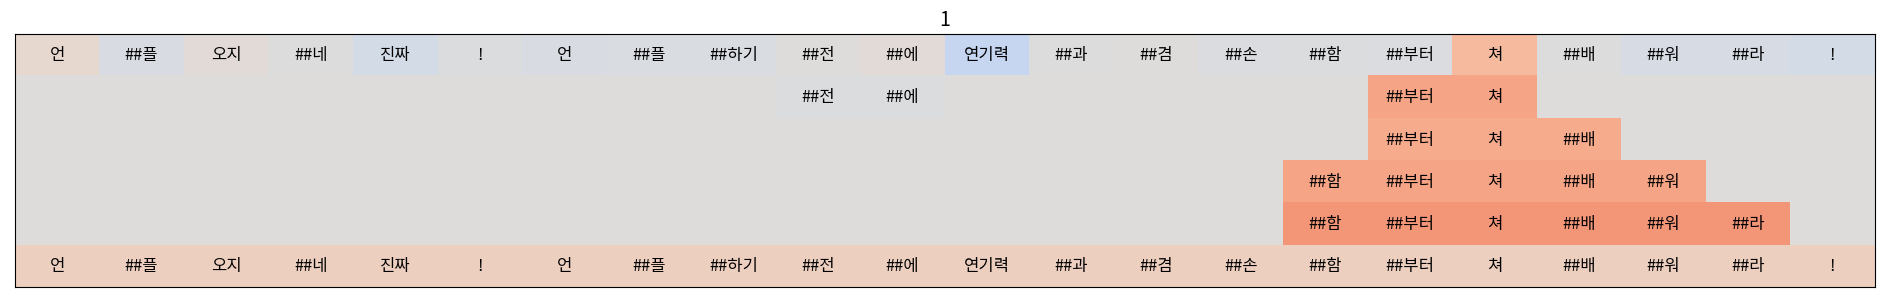 1
언 ##플 오지 ##네 진짜 ! 언 ##플 ##하기 ##전 ##에 연기력 ##과 ##겸 ##손 ##함 ##부터 쳐 ##배 ##워 ##라 !
##전 ##에 ##부터 쳐
##부터 쳐 ##배
##함 ##부터 쳐 ##배 ##워
##함 ##부터 쳐 ##배 ##워 ##라
언 ##플 오지 ##네 진짜 ! 언 ##플 ##하기 ##전 ##에 연기력 ##과 ##겸 ##손 ##함 ##부터 쳐 ##배 ##워 ##라 !